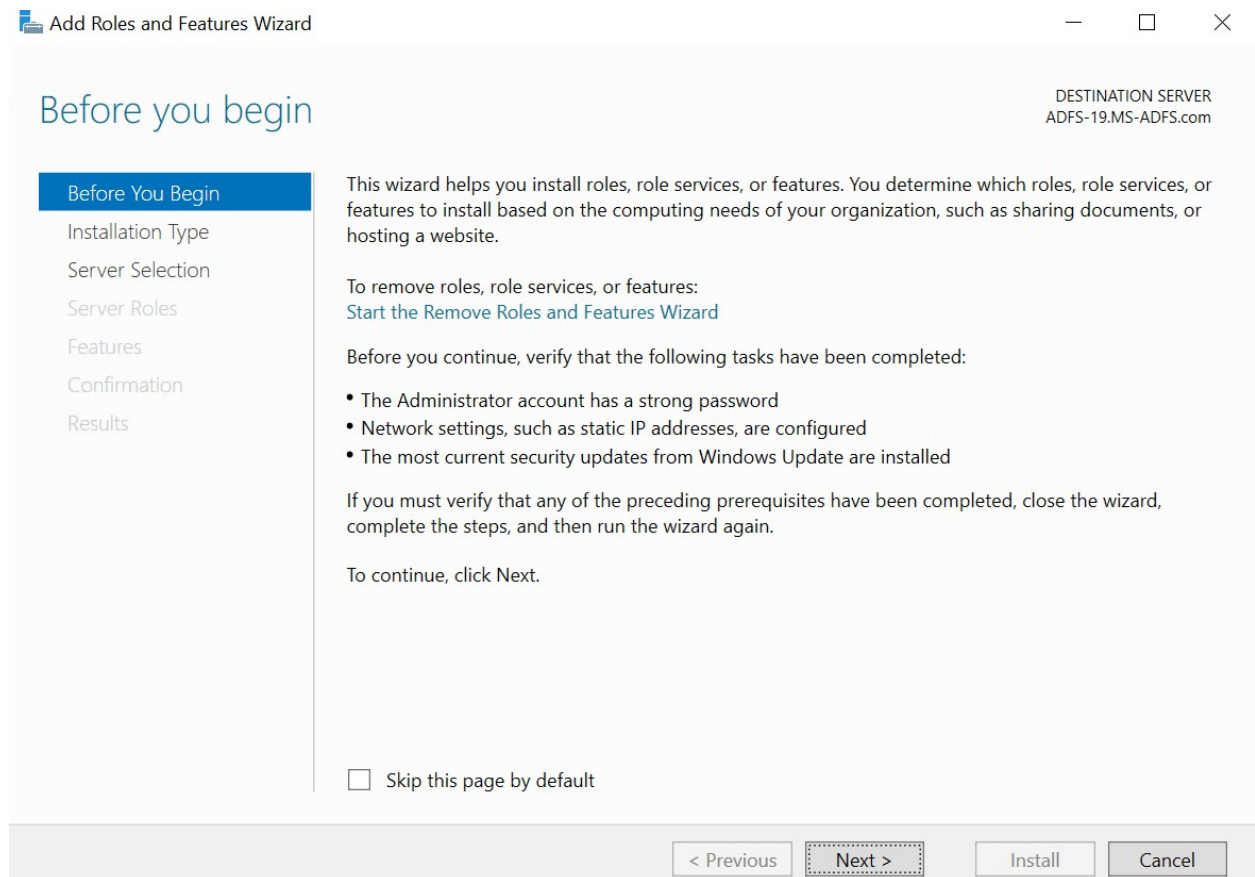 Add Roles and Features Wizard
Before you begin
DESTINATION SERVER
ADFS-19.MS-ADFS.com
Before You Begin
Installation Type
Server Selection
Server Roles
Features
Confirmation
Results
This wizard helps you install roles, role services, or features. You determine which roles, role services, or
features to install based on the computing needs of your organization, such as sharing documents, or
hosting a website.
To remove roles, role services, or features:
Start the Remove Roles and Features Wizard
Before you continue, verify that the following tasks have been completed:
• The Administrator account has a strong password
• Network settings, such as static IP addresses, are configured
• The most current security updates from Windows Update are installed
If you must verify that any of the preceding prerequisites have been completed, close the wizard,
complete the steps, and then run the wizard again.
To continue, click Next.
Skip this page by default
< Previous
Next >
Install
Cancel